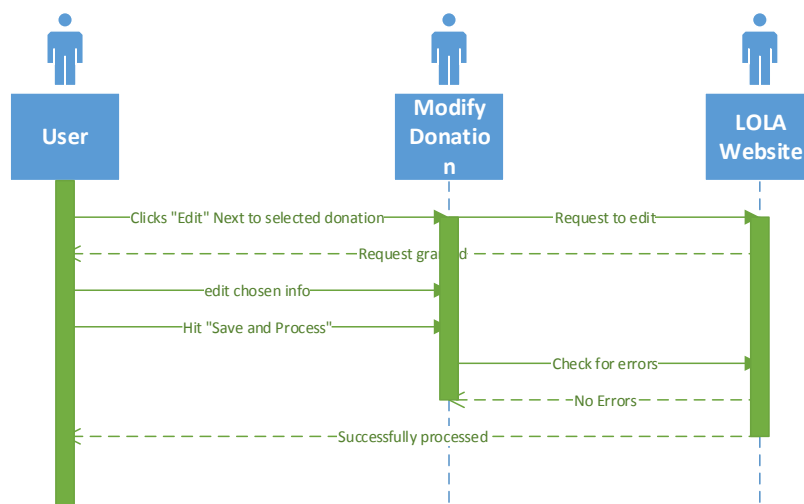 User
Modify
Donatio
n
LOLA
Website
Clicks "Edit" Next to selected donation
Request to edit
Request granted
edit chosen info
Hit "Save and Process"
Check for errors
No Errors
Successfully processed